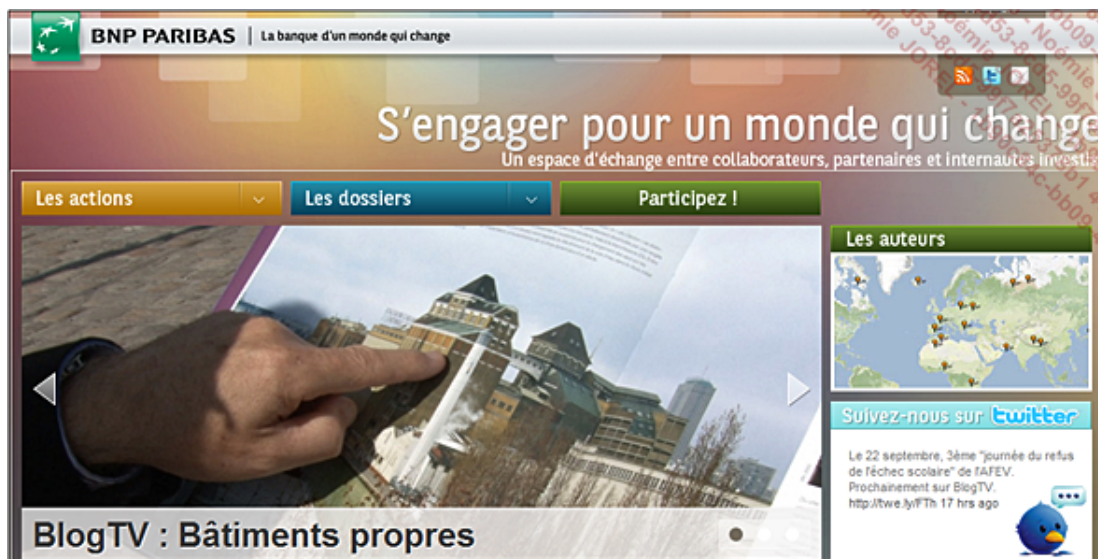 BNP PARIBAS | La banque d'un monde qui change
S'engager pour un monde qui change
Un espace d'échange entre collaborateurs, partenaires et internautes
Les actions
Les dossiers
Participez !
Les auteurs
Suivez-nous sur twitter
Le 22 septembre, 3ème "journée du refus
de l'échec scolaire" de l'AFEV.
Prochainement sur BlogTV.
http://twe.ly/FTh 17 hrs ago
BlogTV : Bâtiments propres